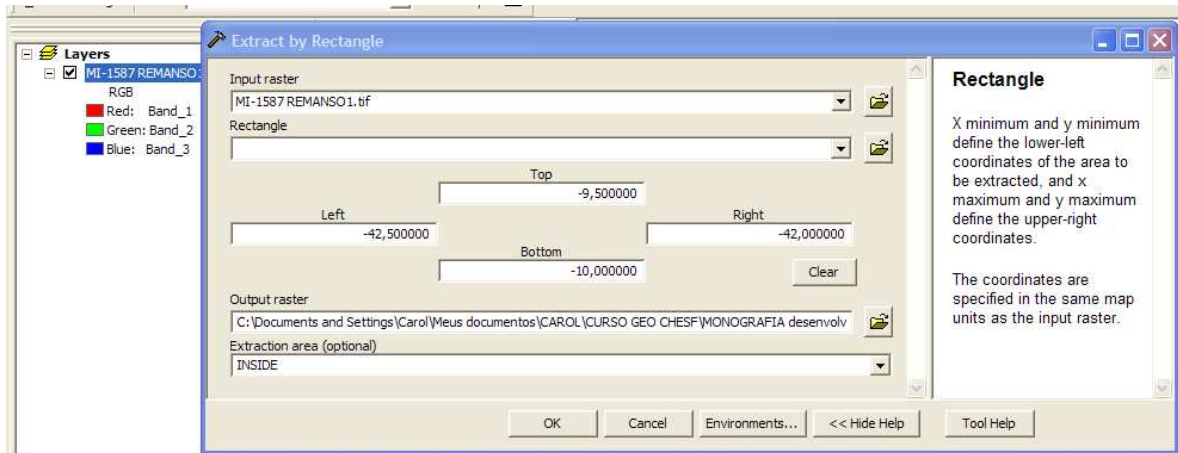 Layers
MI-1587 REMANSO
RGB
Red: Band_1
Green: Band_2
Blue: Band_3
Extract by Rectangle
Input raster
MI-1587 REMANSO1.tif
Rectangle
Top
-9,500000
Left
Right
-42,500000
-42,000000
Bottom
-10,000000
Clear
Output raster
C:\Documents and Settings\Carol\Meus documentos\CAROL\CURSO GEO CHESF\MONOGRAFIA desenvolv
Extraction area (optional)
INSIDE
OK
Cancel
Environments...
<< Hide Help
Tool Help
Rectangle
X minimum and y minimum
define the lower-left
coordinates of the area to
be extracted, and x
maximum and y maximum
define the upper-right
coordinates.
The coordinates are
specified in the same map
units as the input raster.